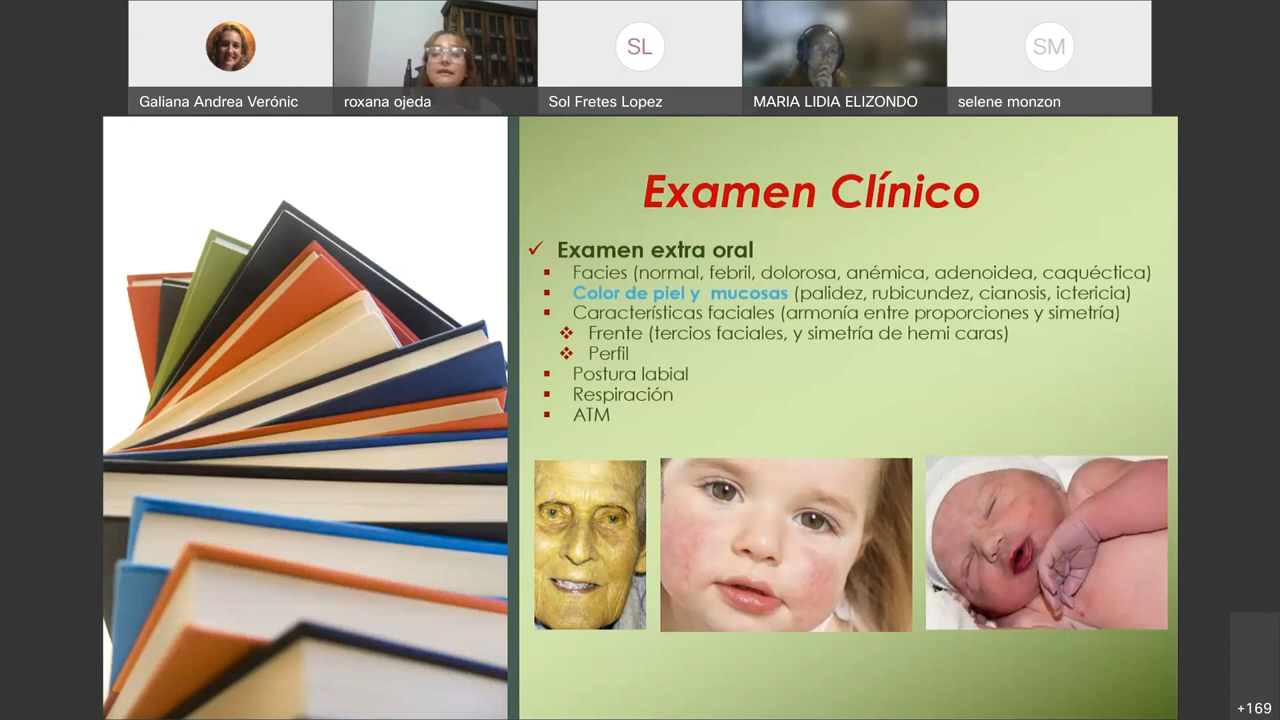 SL
SM
Galiana Andrea Verónic
roxana ojeda
Sol Fretes Lopez
MARIA LIDIA ELIZONDO
selene monzon
Examen Clínico
Examen extra oral
Facies (normal, febril, dolorosa, anémica, adenoidea, caquéctica)
Color de piel y mucosas (palidez, rubicundez, cianosis, ictericia)
Características faciales (armonía entre proporciones y simetría)
Frente (tercios faciales, y simetría de hemi caras)
Perfil
Postura labial
Respiración
ATM
+169